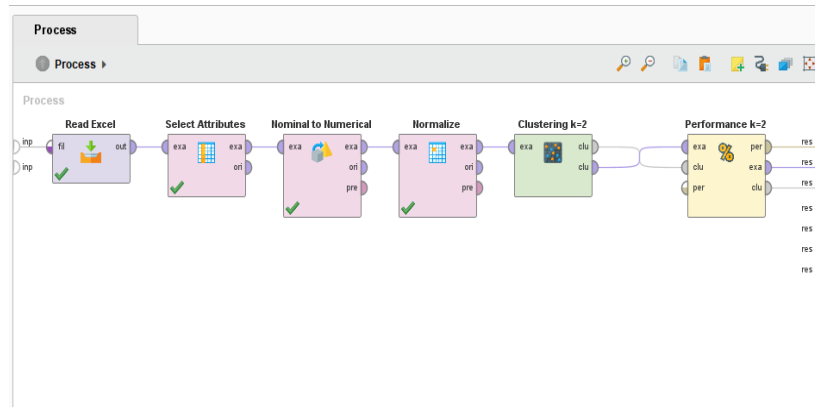 Process
Process
Process
Read Excel
Select Attributes
Nominal to Numerical
Normalize
Clustering k=2
Performance k=2
inp
fil
out
exa
exa
exa
exa
exa
exa
exa
clu
exa
per
res
inp
ori
ori
ori
clu
clu
exa
res
pre
pre
per
clu
res
res
res
res